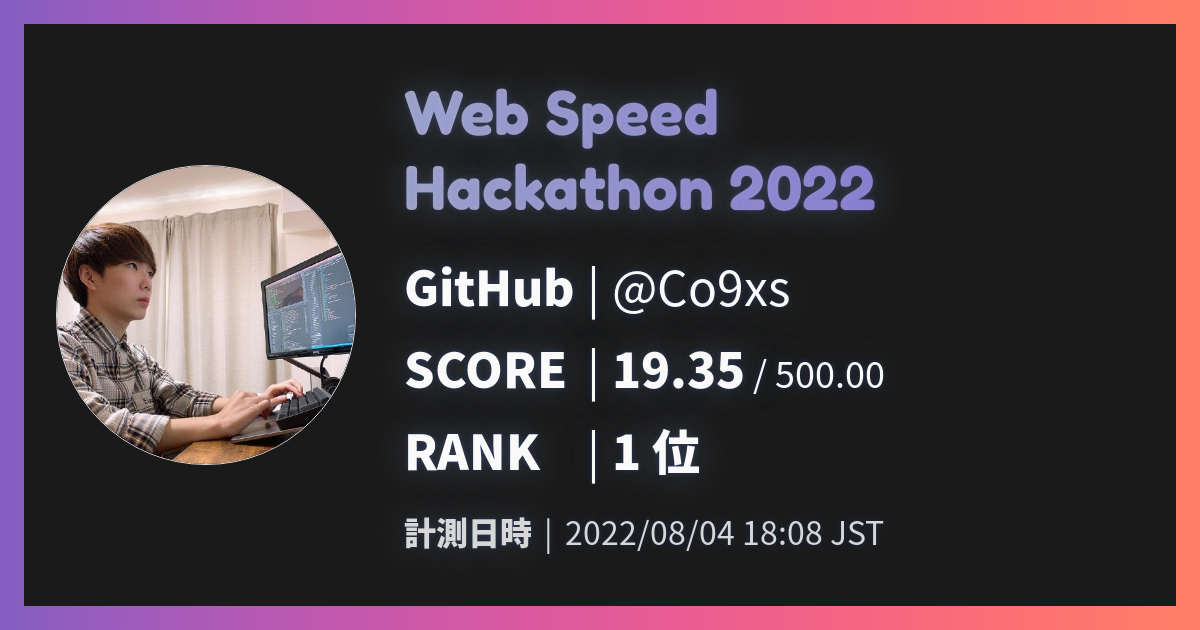 Web Speed
Hackathon 2022
GitHub | @Co9xs
SCORE | 19.35 / 500.00
RANK | 1 位
計測日時 | 2022/08/04 18:08 JST